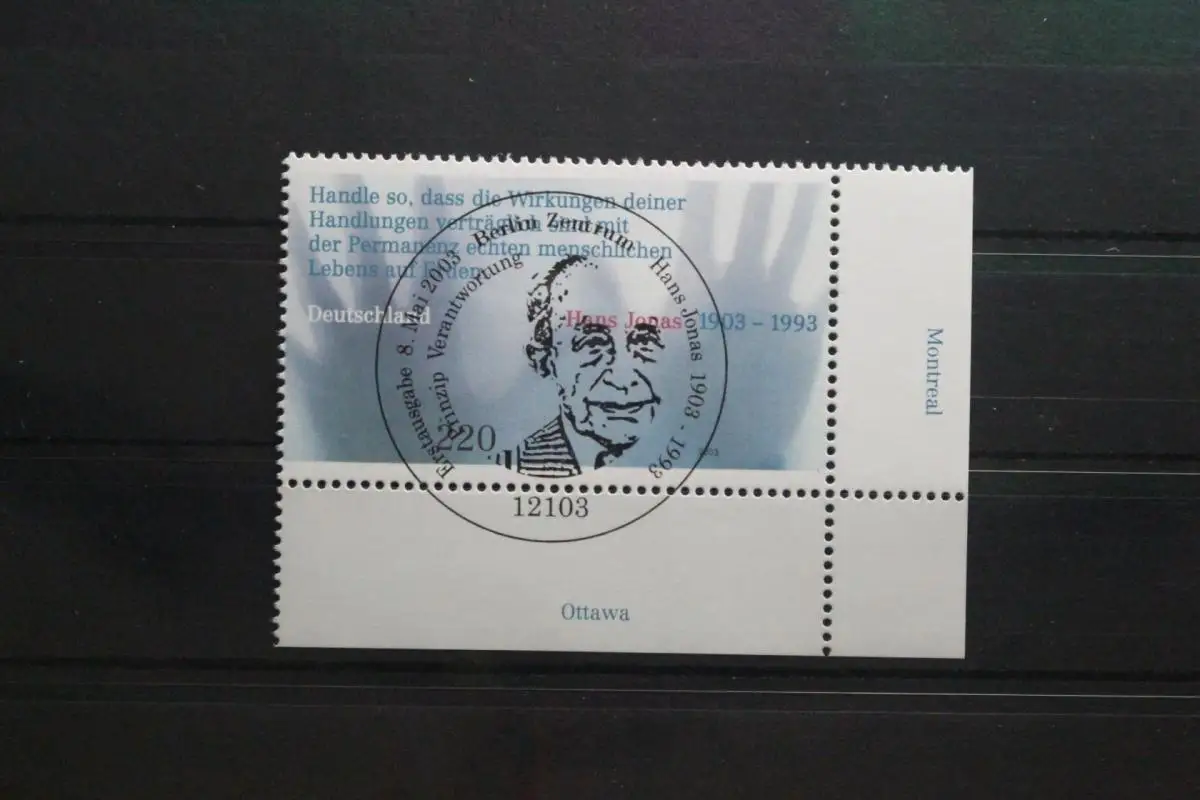 Handle so, dass die Wirkungen deiner
Handlungen verträglich sind mit
der Permanenz echten menschlichen
Lebens auf Erden
Deutschland
Hans Jonas 1903 – 1993
220
Erstausgabe 8. Mai 2003 Berlin Zentrum Hans Jonas 1903 - 1993
Prinzip Verantwortung
12103
Montreal
Ottawa